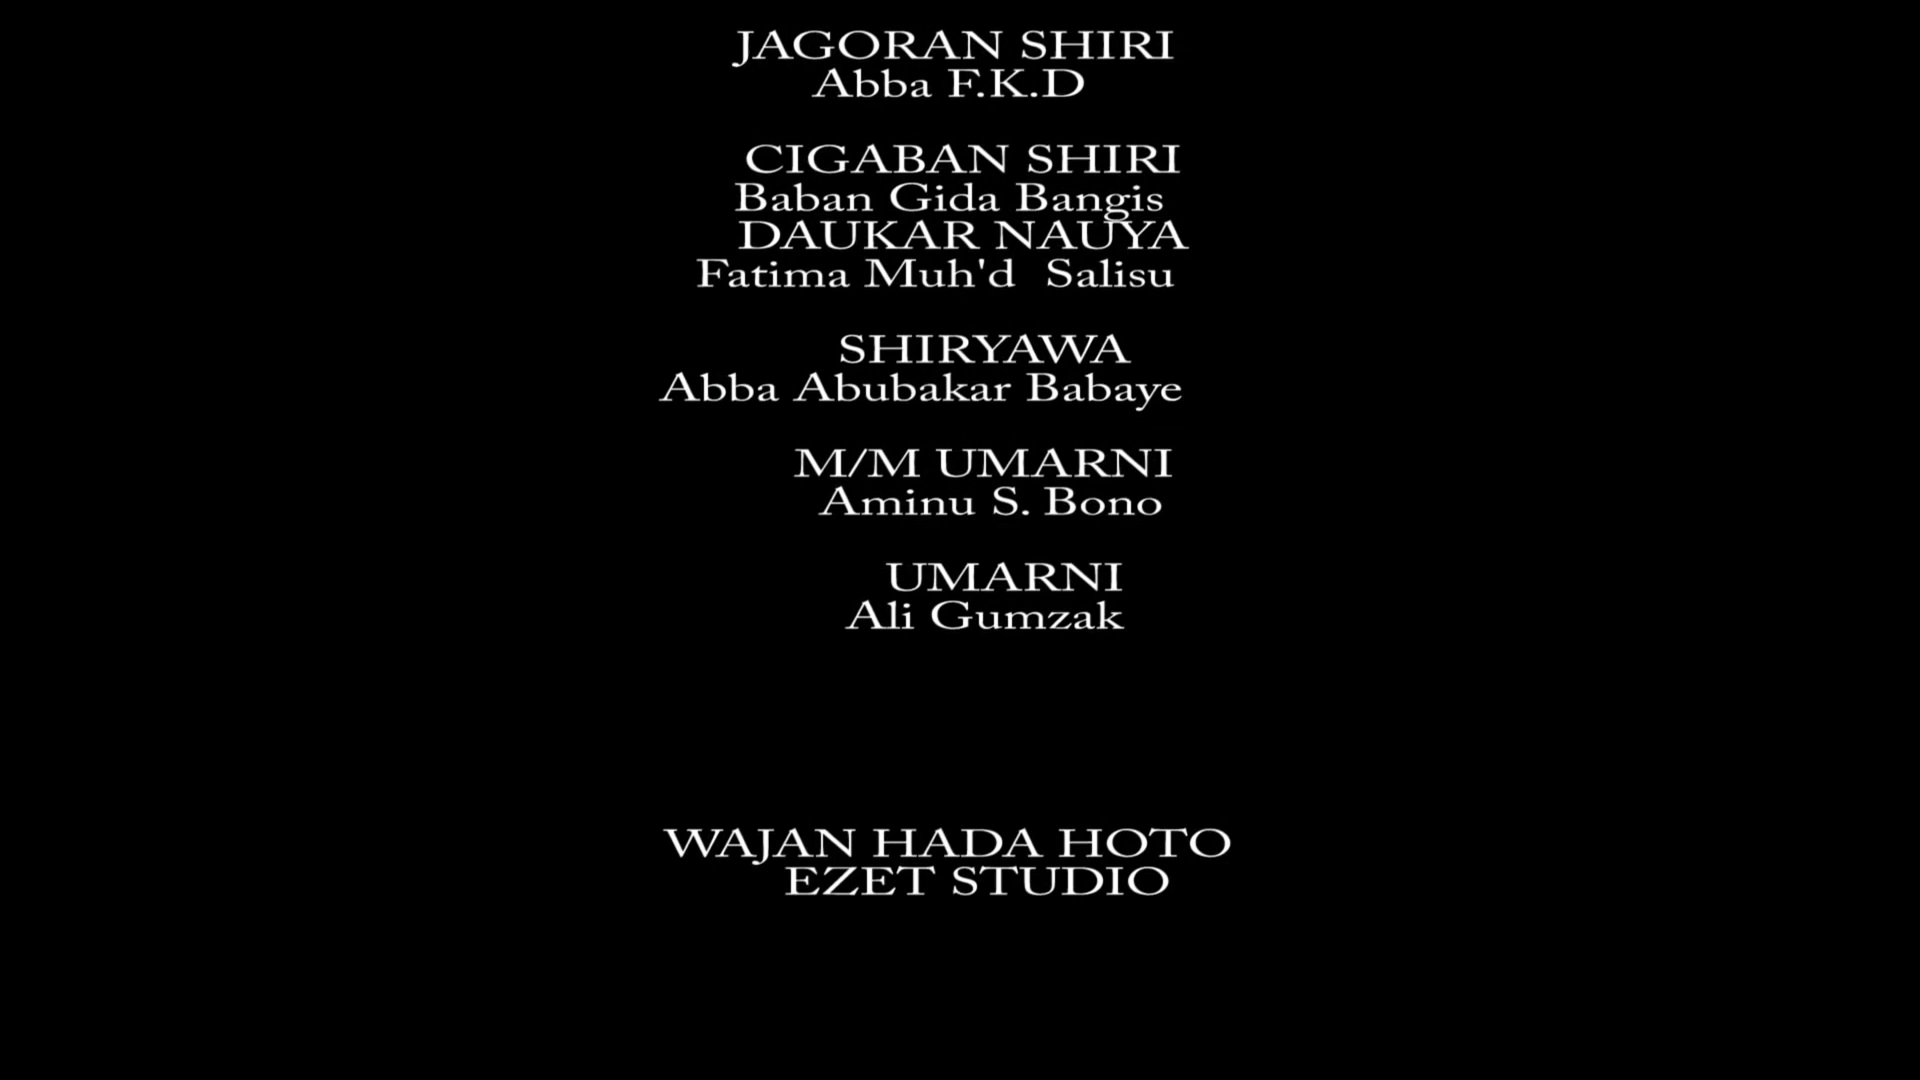 JAGORAN SHIRI
Abba F.K.D
CIGABAN SHIRI
Baban Gida Bangis
DAUKAR NAUYA
Fatima Muh'd  Salisu
SHIRYAWA
Abba Abubakar Babaye
M/M UMARNI
Aminu S. Bono
UMARNI
Ali Gumzak
WAJAN HADA HOTO
EZET STUDIO